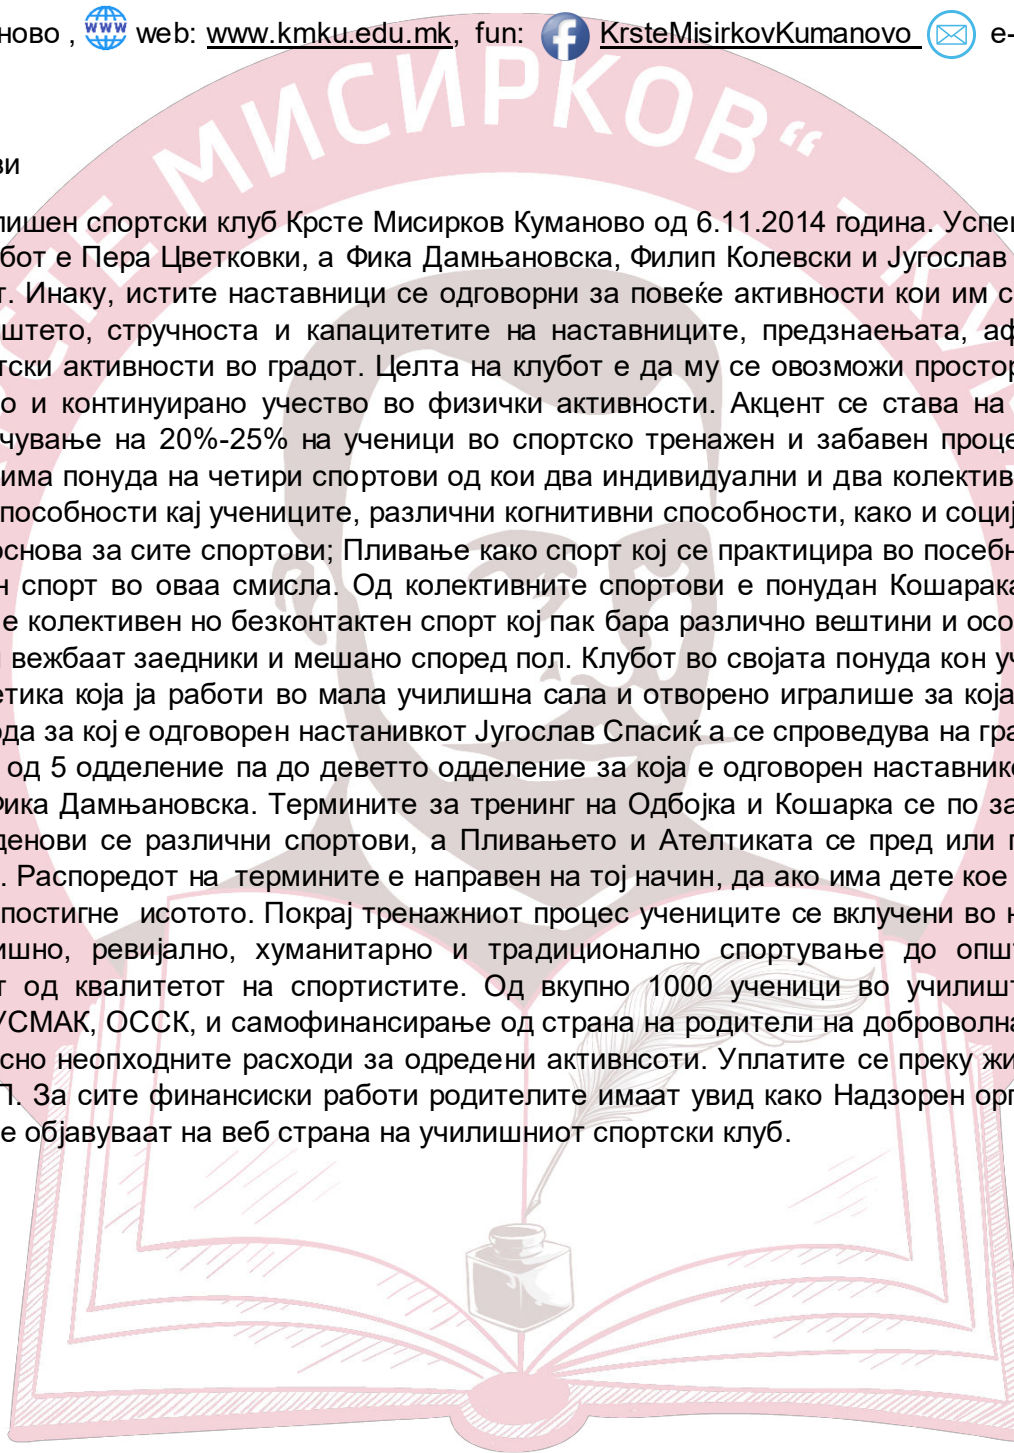 ново , www web: www.kmku.edu.mk, fun: f KrsteMisirkovKumanovo e-
СТЕ МИСИРКОВ“ - КУ
ви
лишен спортски клуб Крсте Мисирков Куманово од 6.11.2014 година. Успеш
бот е Пера Цветковки, а Фика Дамњановска, Филип Колевски и Југослав
т. Инаку, истите наставници се одговорни за повеќе активности кои им с
штето, стручноста и капацитетите на наставниците, предзнаењата, аф
тски активности во градот. Целта на клубот е да му се овозможи простор
о и континуирано учество во физички активности. Акцент се става на
чување на 20%-25% на ученици во спортско тренажен и забавен проце
има понуда на четири спортови од кои два индивидуални и два колектив
пособности кај учениците, различни когнитивни способности, како и социј
основа за сите спортови; Пливање како спорт кој се практицира во посебн
н спорт во оваа смисла. Од колективните спортови е понудан Кошарака
е колективен но безконтактен спорт кој пак бара различно вештини и осо
вежбаат заедники и мешано според пол. Клубот во својата понуда кон уч
етика која ја работи во мала училишна сала и отворено игралише за која
ода за кој е одговорен настанивкот Југослав Спасиќ а се спроведува на гра
од 5 одделение па до деветто одделение за која е одговорен наставнико
Фика Дамњановска. Термините за тренинг на Одбојка и Кошарка се по за
денови се различни спортови, а Пливањето и Ателтиката се пред или п
. Распоредот на термините е направен на тој начин, да ако има дете кое
постигне исотото. Покрај тренажниот процес учениците се вклучени во н
ишно, ревијално, хуманитарно и традиционално спортување до општ
т од квалитетот на спортистите. Од вкупно 1000 ученици во училишт
УСМАК, ОССК, и самофинансирање од страна на родители на доброволна
сно неопходните расходи за одредени активнсоти. Уплатите се преку жи
П. За сите финансиски работи родителите имаат увид како Надзорен орг
е објавуваат на веб страна на училишниот спортски клуб.